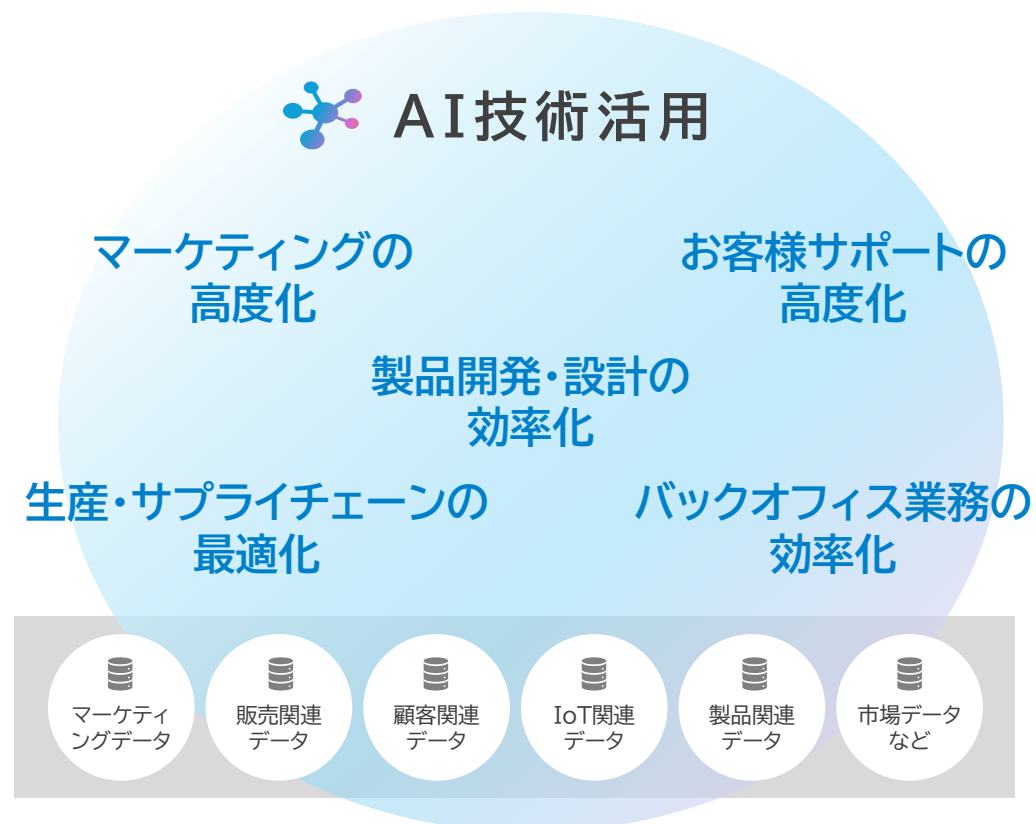 AI技術活用
マーケティングの
高度化
お客様サポートの
高度化
製品開発・設計の
効率化
生産・サプライチェーンの
最適化
バックオフィス業務の
効率化
マーケティ
ングデータ
販売関連
データ
顧客関連
データ
IoT関連
データ
製品関連
データ
市場データ
など